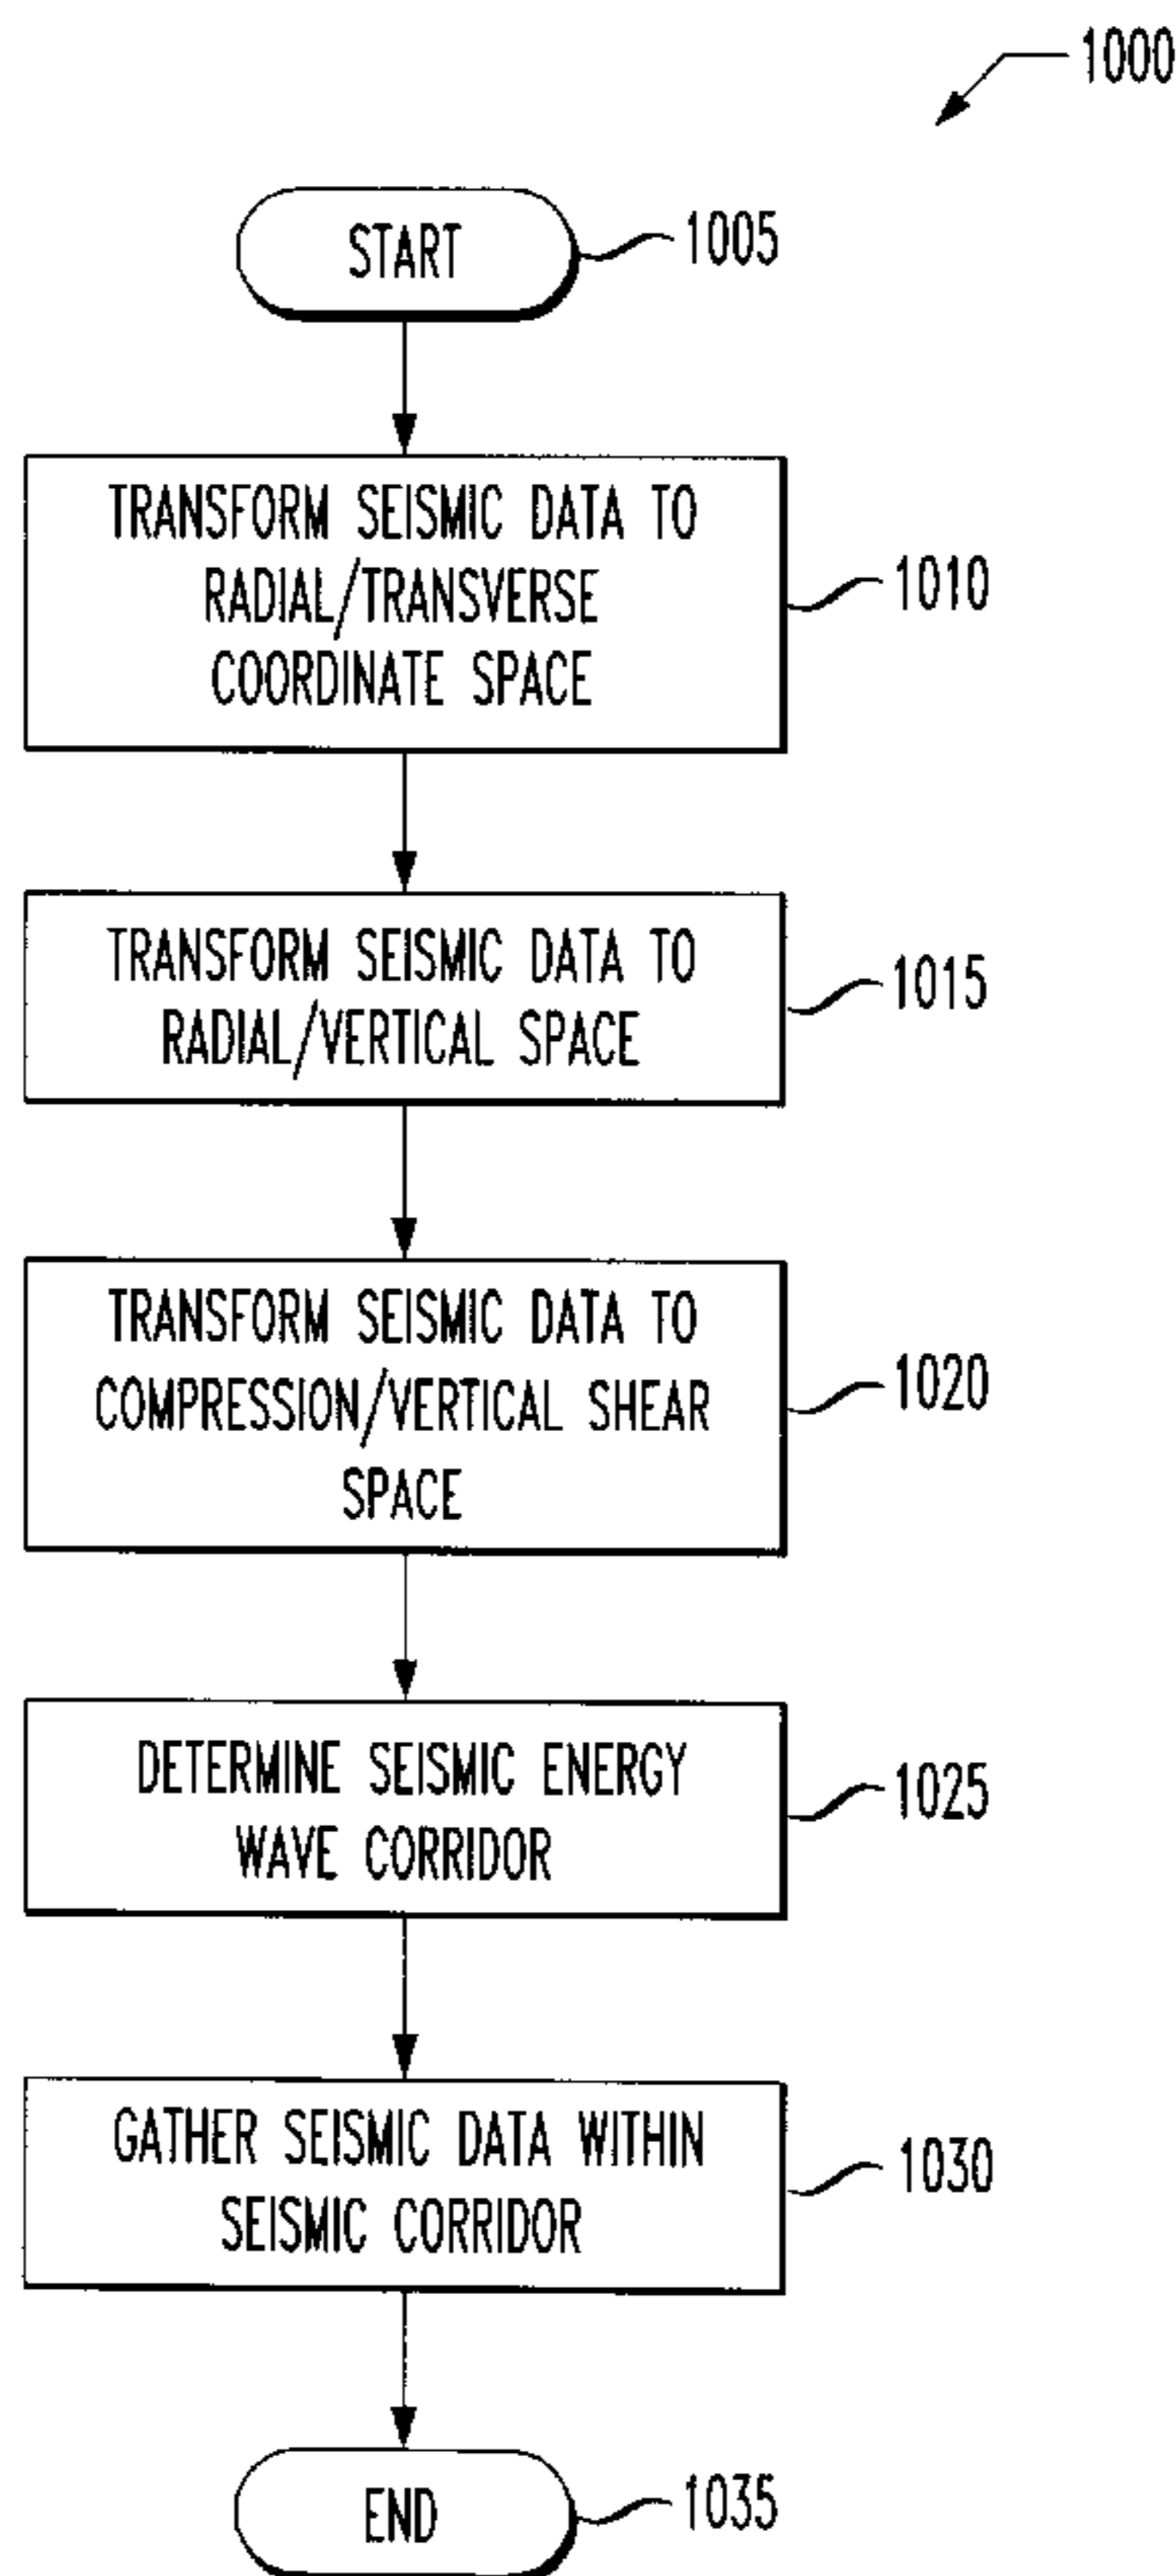 1000
START
1005
TRANSFORM SEISMIC DATA TO
RADIAL/TRANSVERSE
COORDINATE SPACE
1010
TRANSFORM SEISMIC DATA TO
RADIAL/VERTICAL SPACE
1015
TRANSFORM SEISMIC DATA TO
COMPRESSION/VERTICAL SHEAR
SPACE
1020
DETERMINE SEISMIC ENERGY
WAVE CORRIDOR
1025
GATHER SEISMIC DATA WITHIN
SEISMIC CORRIDOR
1030
END
1035